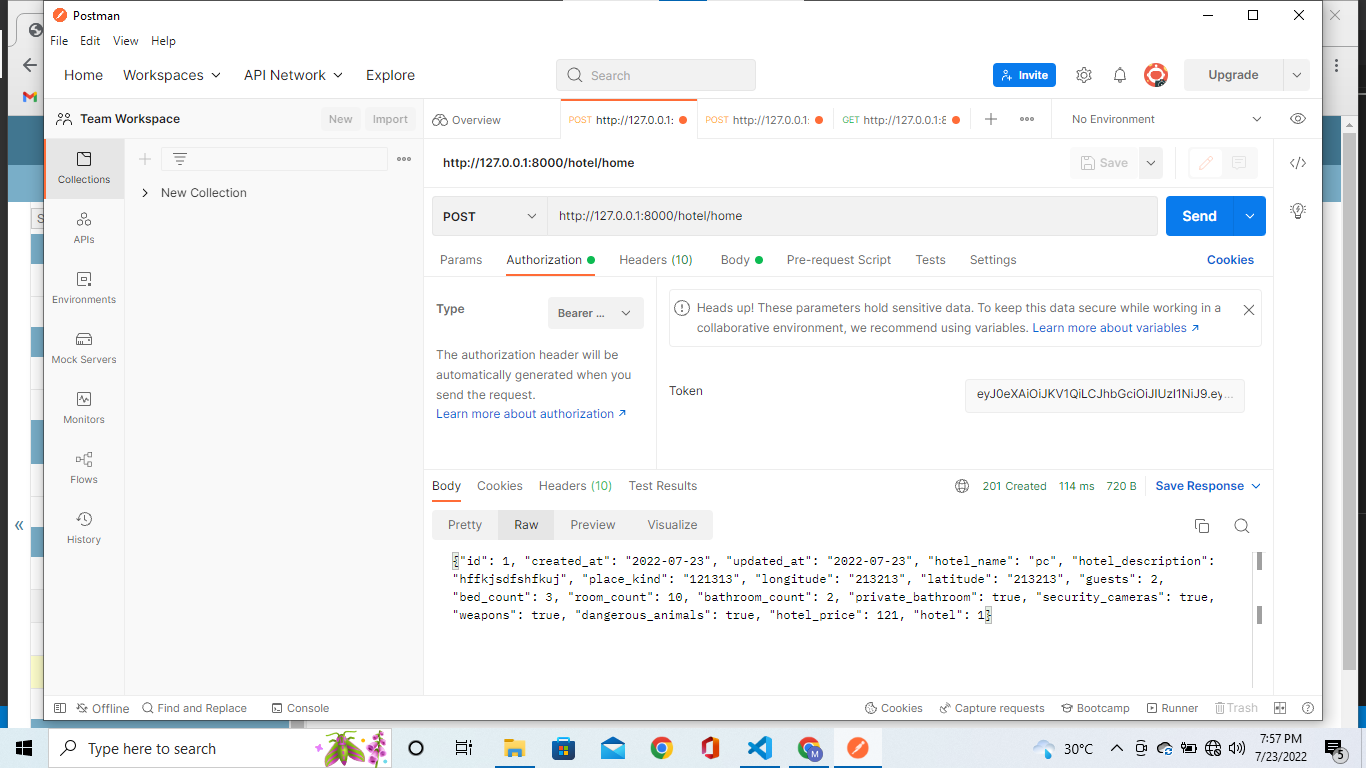 Postman
File Edit View Help
Home Workspaces API Network Explore
Search
Invite
Upgrade
Team Workspace
New Import
Overview
POST http://127.0.0.1:
POST http://127.0.0.1:
GET http://127.0.0.1:8
No Environment
Collections
New Collection
http://127.0.0.1:8000/hotel/home
Save
POST http://127.0.0.1:8000/hotel/home
Send
APIs
Params Authorization Headers (10) Body Pre-request Script Tests Settings Cookies
Environments
Type Bearer ...
Heads up! These parameters hold sensitive data. To keep this data secure while working in a
collaborative environment, we recommend using variables. Learn more about variables ↗
Mock Servers
The authorization header will be
automatically generated when you
send the request.
Learn more about authorization ↗
Token eyJ0eXAiOiJKV1QiLCJhbGciOiJIUzI1NiJ9.ey...
Monitors
Flows
Body Cookies Headers (10) Test Results
201 Created 114 ms 720 B Save Response
History
Pretty Raw Preview Visualize
{"id": 1, "created_at": "2022-07-23", "updated_at": "2022-07-23", "hotel_name": "pc", "hotel_description":
"hffkjsdfshfkuj", "place_kind": "121313", "longitude": "213213", "latitude": "213213", "guests": 2,
"bed_count": 3, "room_count": 10, "bathroom_count": 2, "private_bathroom": true, "security_cameras": true,
"weapons": true, "dangerous_animals": true, "hotel_price": 121, "hotel": 1}
Offline Find and Replace Console
Cookies Capture requests Bootcamp Runner Trash
Type here to search
30°C
7:57 PM
7/23/2022
5